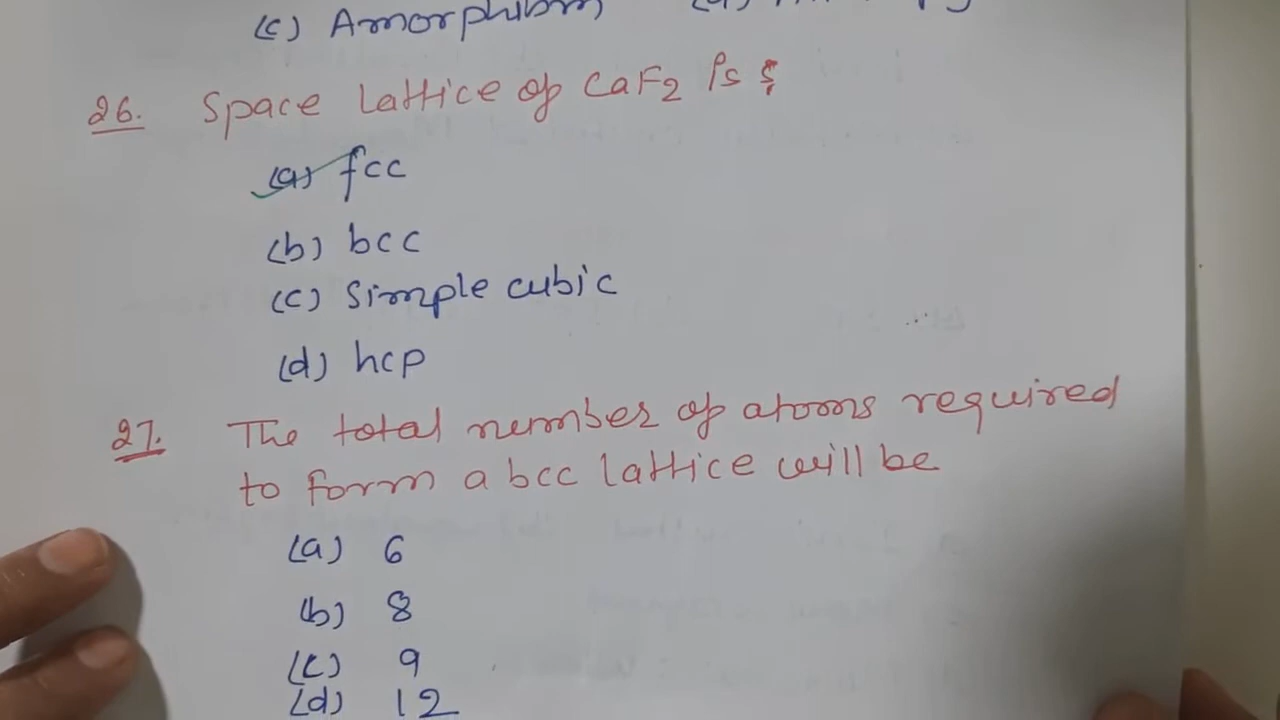 (c) Amorphism (d)
26. Space lattice of CaF2 is :
(a) fcc
(b) bcc
(c) Simple cubic
(d) hcp
27. The total number of atoms required
to form a bcc lattice will be
(a) 6
(b) 8
(c) 9
(d) 12